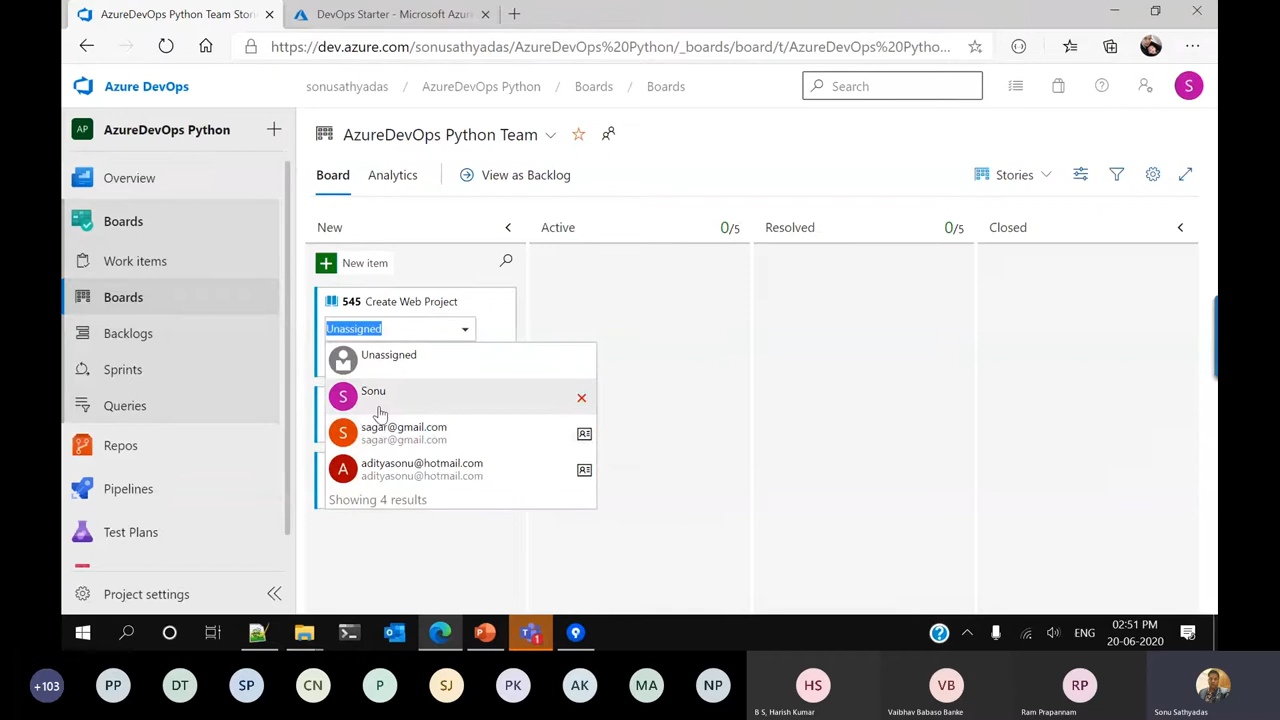 AzureDevOps Python Team Stori
DevOps Starter - Microsoft Azur
https://dev.azure.com/sonusathyadas/AzureDevOps%20Python/_boards/board/t/AzureDevOps%20Pytho...
Azure DevOps
sonusathyadas / AzureDevOps Python / Boards / Boards
Search
S
AP AzureDevOps Python
AzureDevOps Python Team
Overview
Board Analytics View as Backlog
Stories
Boards
New
Active 0/5
Resolved 0/5
Closed
Work items
New item
Boards
545 Create Web Project
Backlogs
Unassigned
Unassigned
Sprints
S Sonu
Queries
S sagar@gmail.com
sagar@gmail.com
Repos
A adityasonu@hotmail.com
adityasonu@hotmail.com
Pipelines
Showing 4 results
Test Plans
Project settings
1
ENG
02:51 PM
20-06-2020
+103 PP DT SP CN P SJ PK AK MA NP HS VB RP
B S, Harish Kumar
Vaibhav Babaso Banke
Ram Prapannam
Sonu Sathyadas